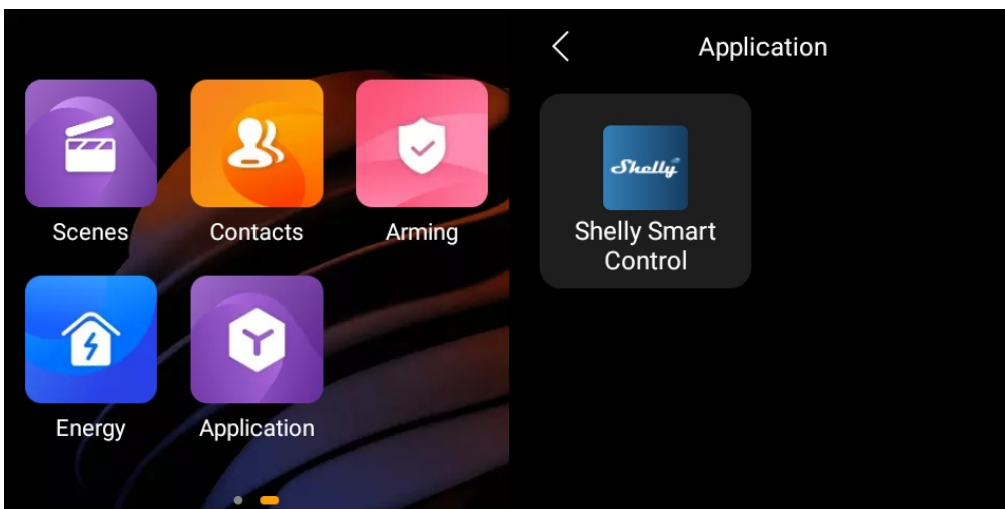 Scenes
Contacts
Arming
Energy
Application
Application
Shelly
Shelly Smart
Control